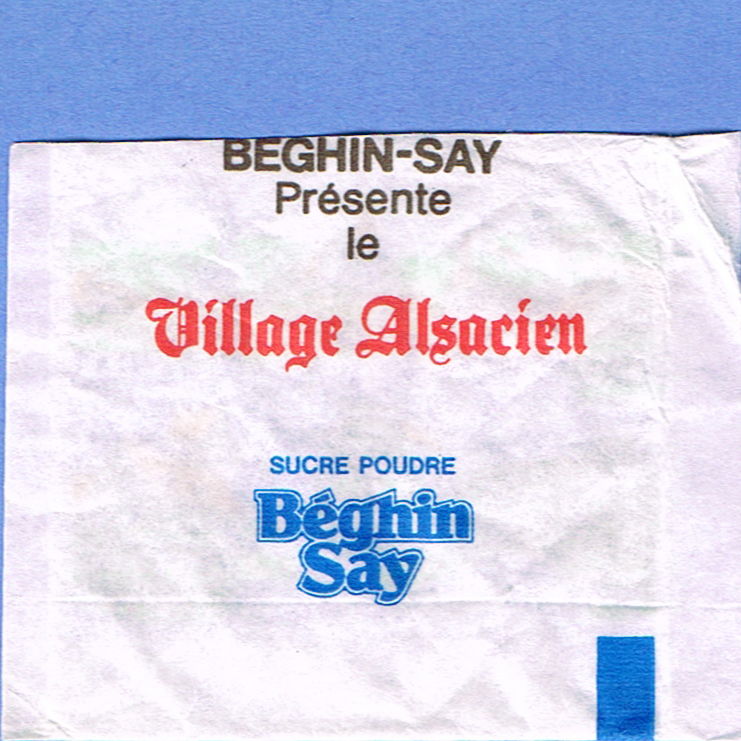 BEGHIN-SAY
Présente
le
Village Alsacien
SUCRE POUDRE
Béghin
Say